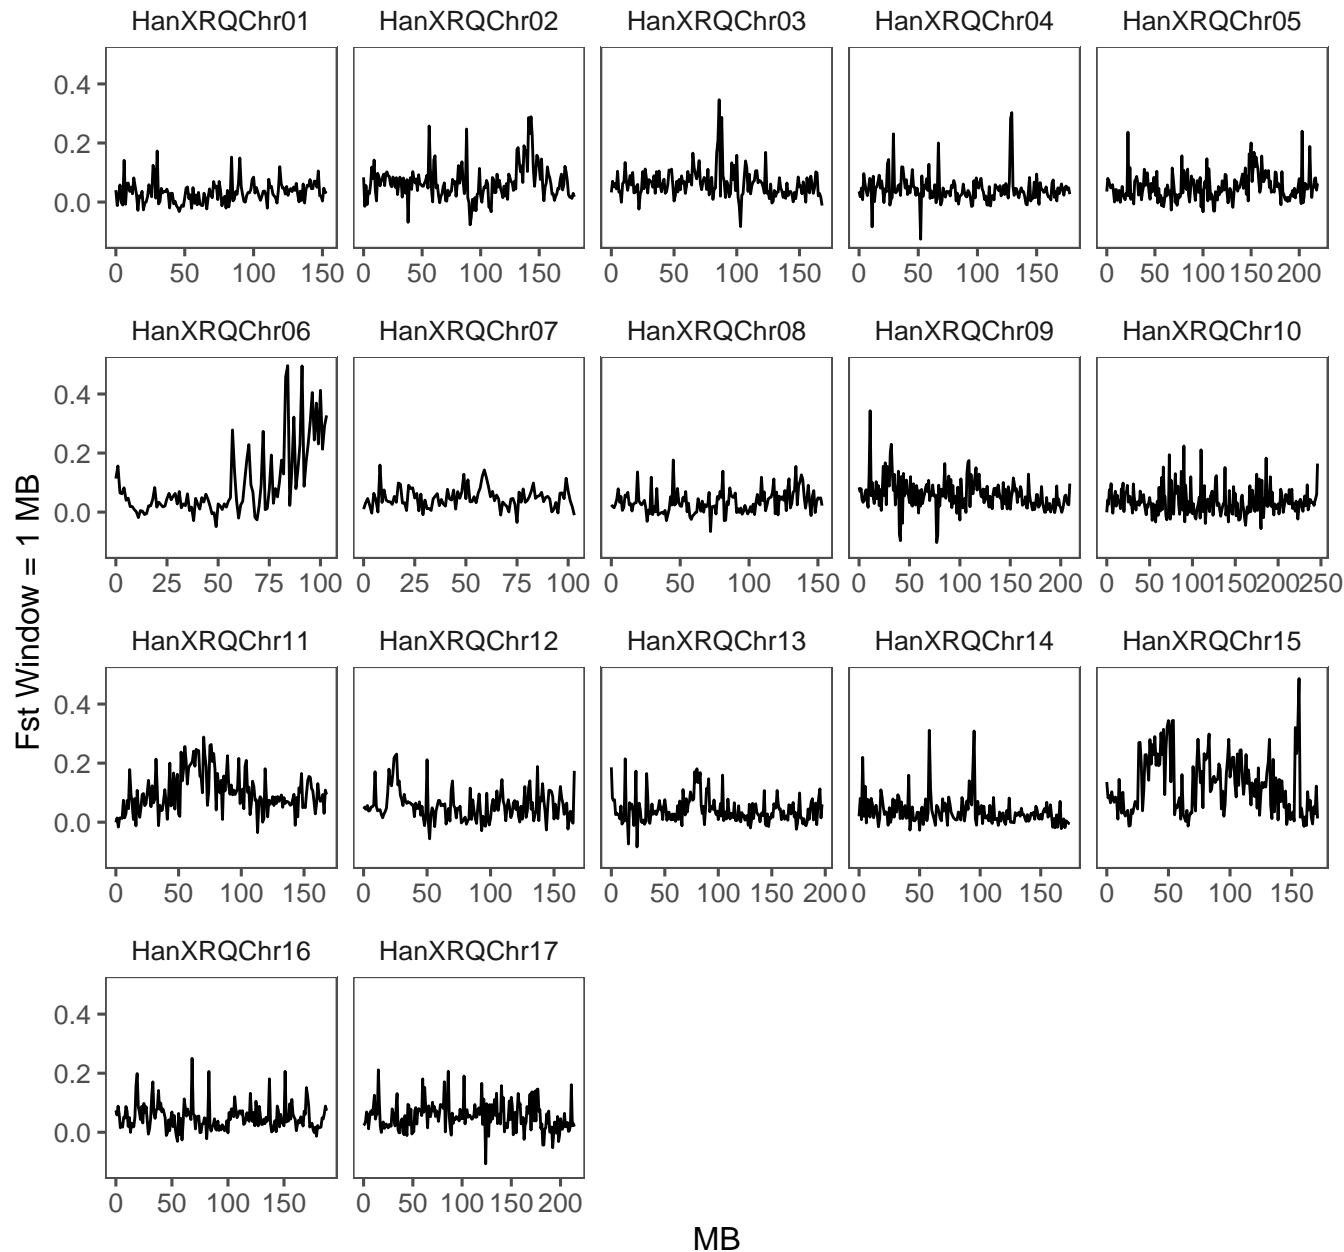 HanXRQChr01 HanXRQChr02 HanXRQChr03 HanXRQChr04 HanXRQChr05
0.4
0.2
0.0
0 50 100 150 0 50 100 150 0 50 100 150 0 50 100 150 0 50 100 150 200
HanXRQChr06 HanXRQChr07 HanXRQChr08 HanXRQChr09 HanXRQChr10
0.4
0.2
0.0
0 25 50 75 100 0 25 50 75 100 0 50 100 150 0 50 100 150 200 0 50 100 150 200 250
HanXRQChr11 HanXRQChr12 HanXRQChr13 HanXRQChr14 HanXRQChr15
0.4
0.2
0.0
0 50 100 150 0 50 100 150 0 50 100 150 200 0 50 100 150 0 50 100 150
HanXRQChr16 HanXRQChr17
0.4
0.2
0.0
0 50 100 150 0 50 100 150 200
Fst Window = 1 MB
MB